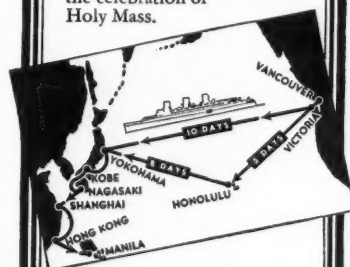 the celebration of
Holy Mass.
VANCOUVER
VICTORIA
10 DAYS
5 DAYS
8 DAYS
YOKOHAMA
KOBE
NAGASAKI
SHANGHAI
HONOLULU
HONG KONG
MANILA